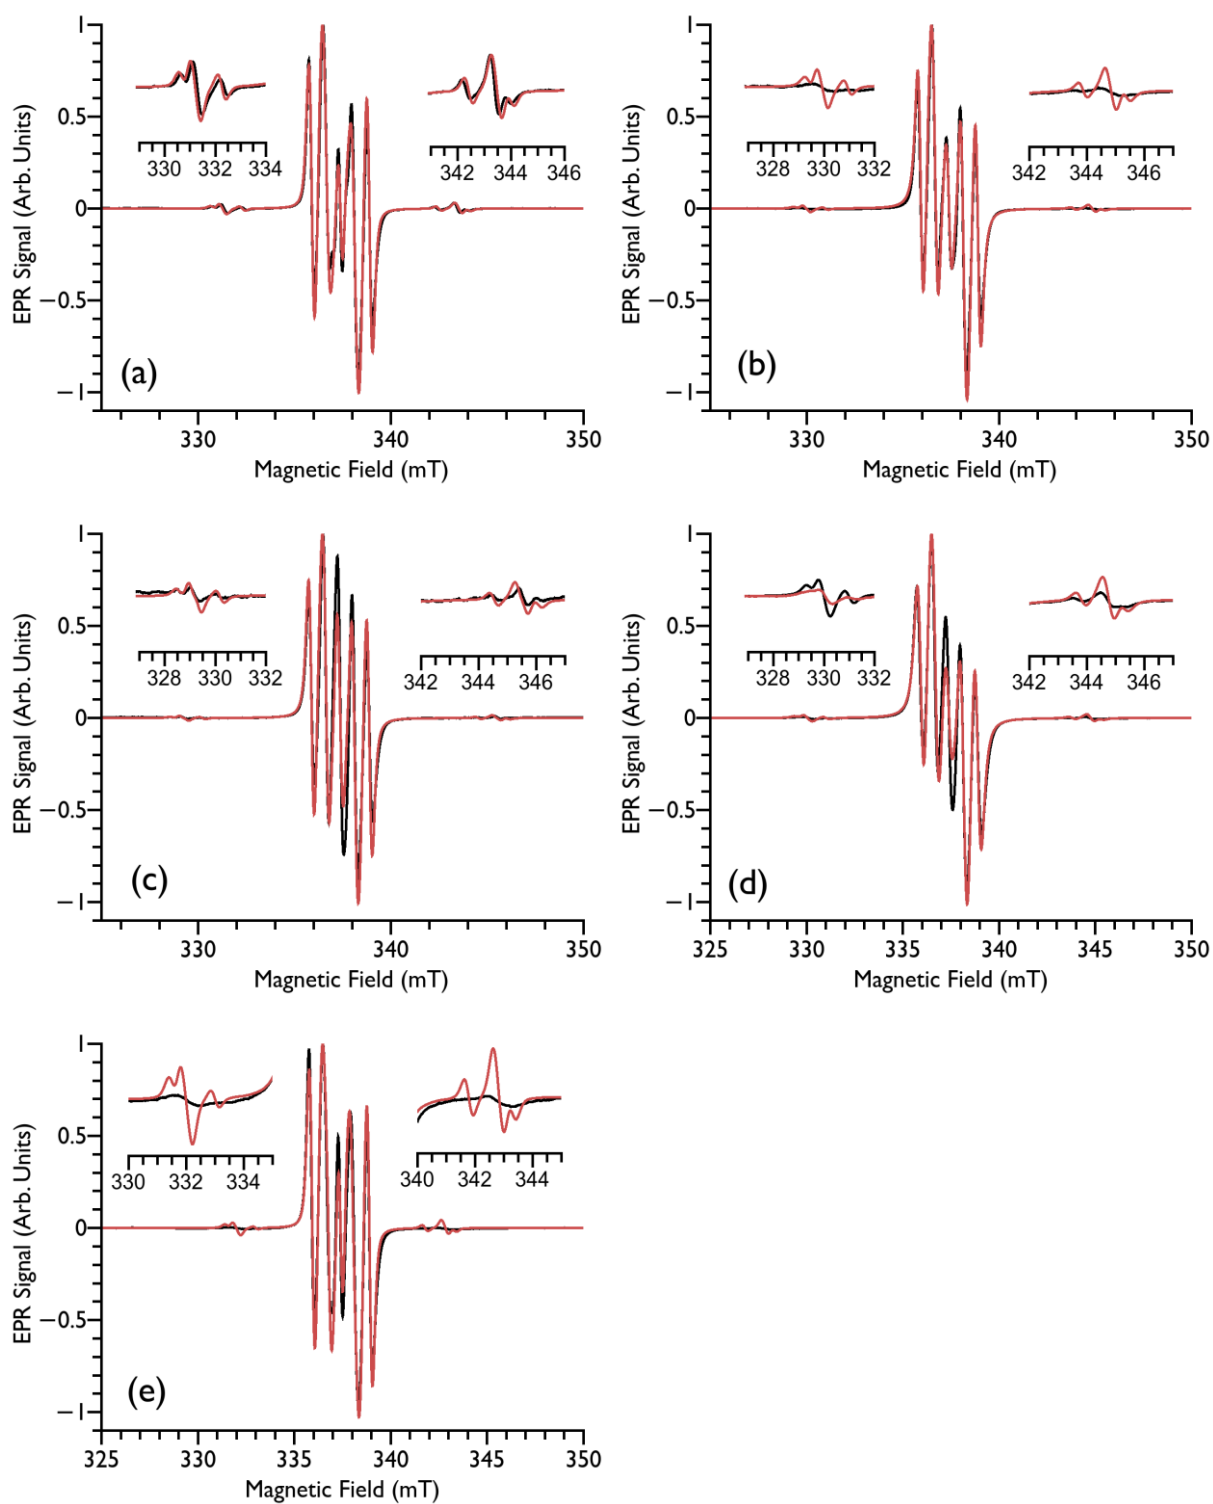 1
0.5
0
−0.5
−1
EPR Signal (Arb. Units)
330 332 334
342 344 346
(a)
330 340 350
Magnetic Field (mT)
1
0.5
0
−0.5
−1
EPR Signal (Arb. Units)
328 330 332
342 344 346
(b)
330 340 350
Magnetic Field (mT)
1
0.5
0
−0.5
−1
EPR Signal (Arb. Units)
328 330 332
342 344 346
(c)
330 340 350
Magnetic Field (mT)
1
0.5
0
−0.5
−1
EPR Signal (Arb. Units)
328 330 332
342 344 346
(d)
325 330 335 340 345 350
Magnetic Field (mT)
1
0.5
0
−0.5
−1
EPR Signal (Arb. Units)
330 332 334
340 342 344
(e)
325 330 335 340 345 350
Magnetic Field (mT)